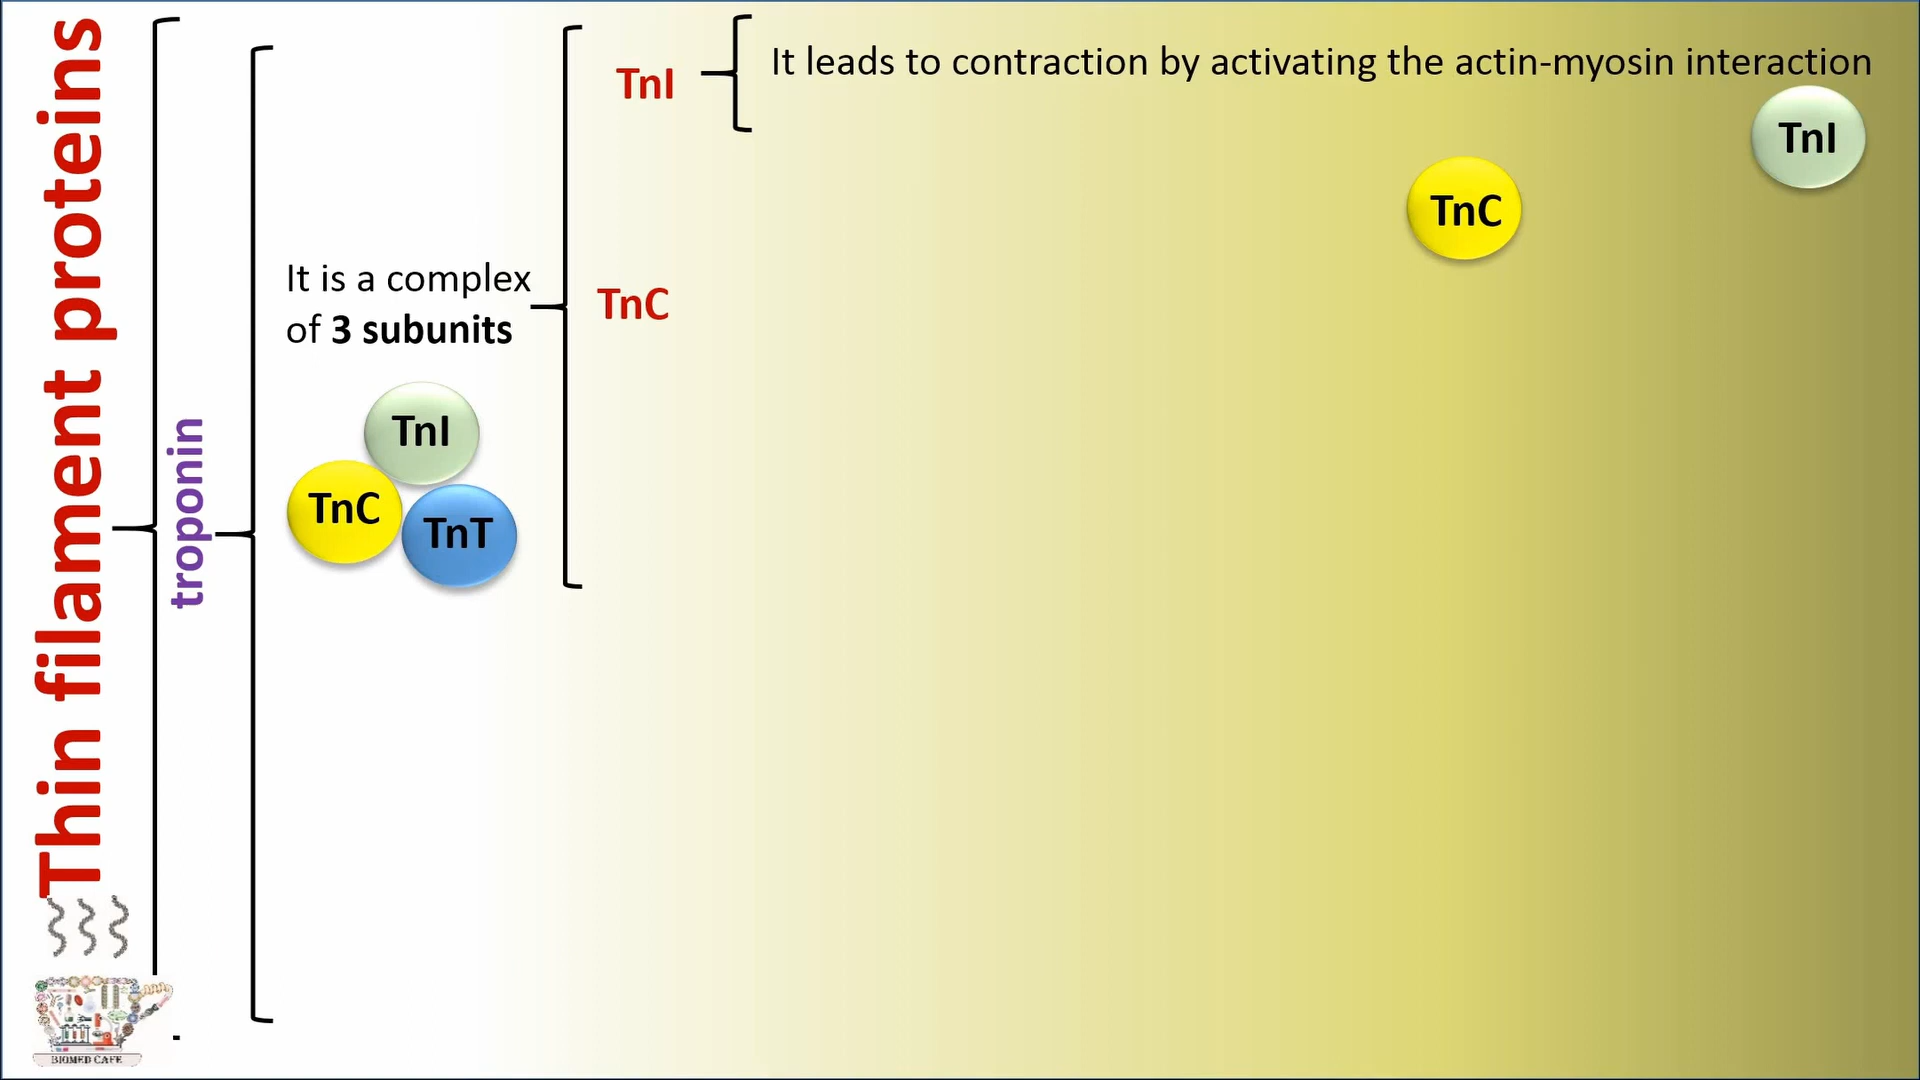 Thin filament proteins
troponin
It is a complex
of 3 subunits
TnI
TnC
TnT
TnI
It leads to contraction by activating the actin-myosin interaction
TnI
TnC
TnC
BIOMED CAFE